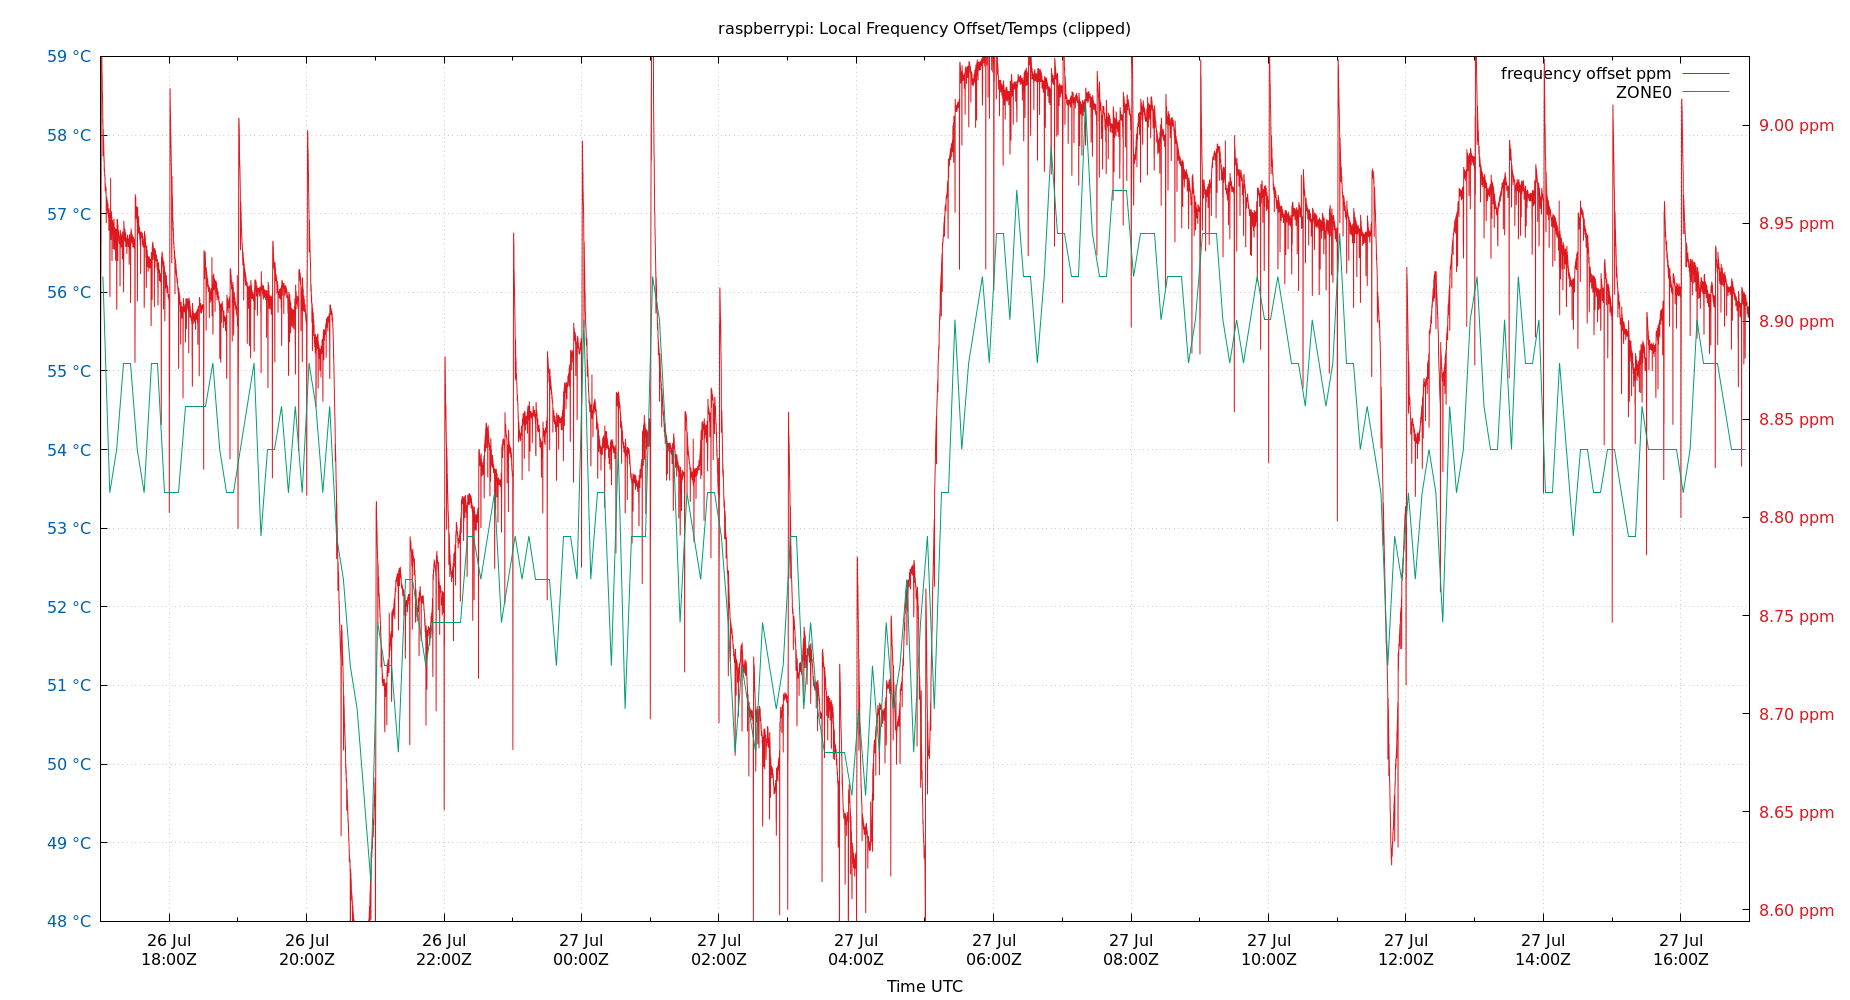 raspberrypi: Local Frequency Offset/Temps (clipped)
frequency offset ppm
ZONE0
59 °C
58 °C
57 °C
56 °C
55 °C
54 °C
53 °C
52 °C
51 °C
50 °C
49 °C
48 °C
9.00 ppm
8.95 ppm
8.90 ppm
8.85 ppm
8.80 ppm
8.75 ppm
8.70 ppm
8.65 ppm
8.60 ppm
26 Jul
18:00Z
26 Jul
20:00Z
26 Jul
22:00Z
27 Jul
00:00Z
27 Jul
02:00Z
27 Jul
04:00Z
27 Jul
06:00Z
27 Jul
08:00Z
27 Jul
10:00Z
27 Jul
12:00Z
27 Jul
14:00Z
27 Jul
16:00Z
Time UTC